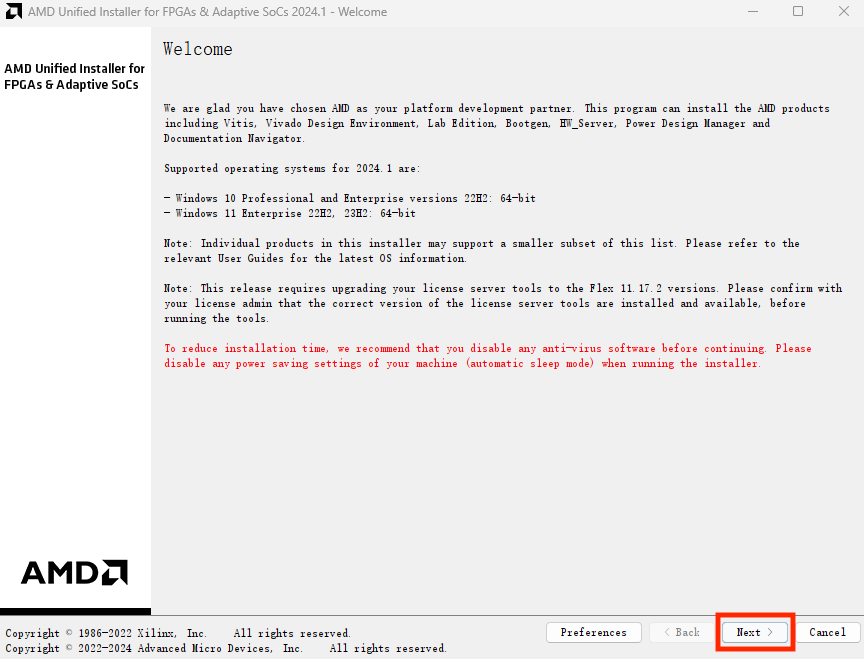 AMD Unified Installer for FPGAs & Adaptive SoCs 2024.1 - Welcome
AMD Unified Installer for
FPGAs & Adaptive SoCs
Welcome
We are glad you have chosen AMD as your platform development partner. This program can install the AMD products
including Vitis, Vivado Design Environment, Lab Edition, Bootgen, HW_Server, Power Design Manager and
Documentation Navigator.
Supported operating systems for 2024.1 are:
- Windows 10 Professional and Enterprise versions 22H2: 64-bit
- Windows 11 Enterprise 22H2, 23H2: 64-bit
Note: Individual products in this installer may support a smaller subset of this list. Please refer to the
relevant User Guides for the latest OS information.
Note: This release requires upgrading your license server tools to the Flex 11.17.2 versions. Please confirm with
your license admin that the correct version of the license server tools are installed and available, before
running the tools.
To reduce installation time, we recommend that you disable any anti-virus software before continuing. Please
disable any power saving settings of your machine (automatic sleep mode) when running the installer.
AMD
Copyright © 1986-2022 Xilinx, Inc. All rights reserved.
Copyright © 2022-2024 Advanced Micro Devices, Inc. All rights reserved.
Preferences < Back Next > Cancel